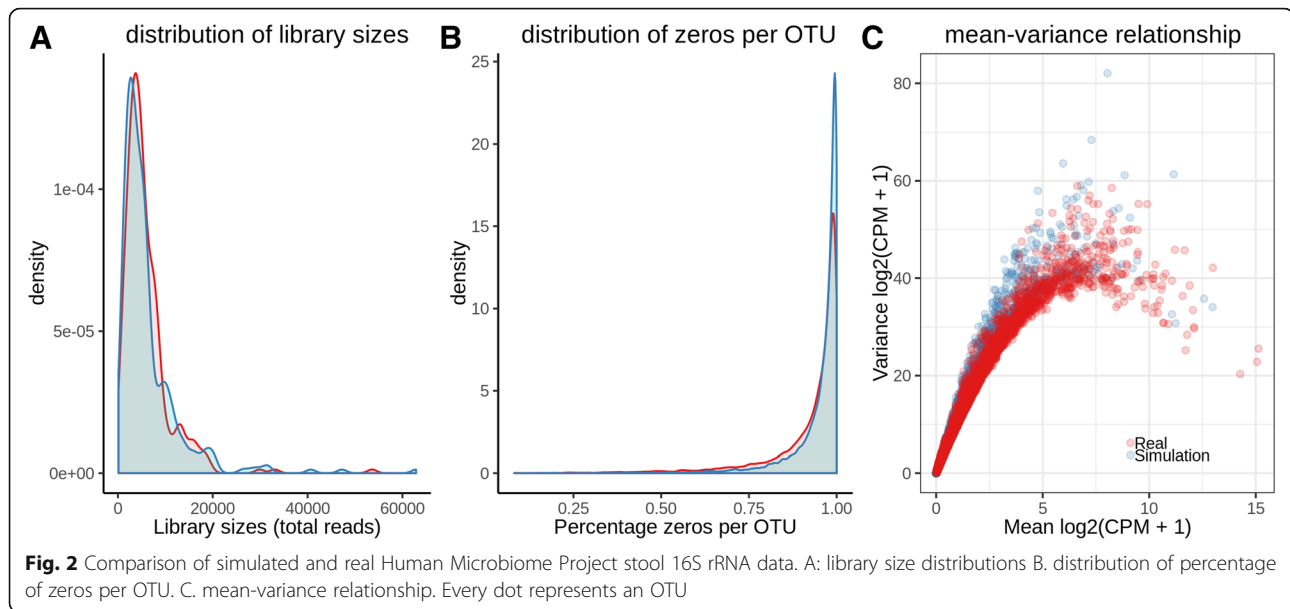 A distribution of library sizes
B distribution of zeros per OTU
C mean-variance relationship
density
1e-04
5e-05
0e+00
0 20000 40000 60000
Library sizes (total reads)
density
25
20
15
10
5
0
0.25 0.50 0.75 1.00
Percentage zeros per OTU
Variance log2(CPM + 1)
80
60
40
20
0
0 5 10 15
Mean log2(CPM + 1)
Real
Simulation
Fig. 2 Comparison of simulated and real Human Microbiome Project stool 16S rRNA data. A: library size distributions B. distribution of percentage
of zeros per OTU. C. mean-variance relationship. Every dot represents an OTU